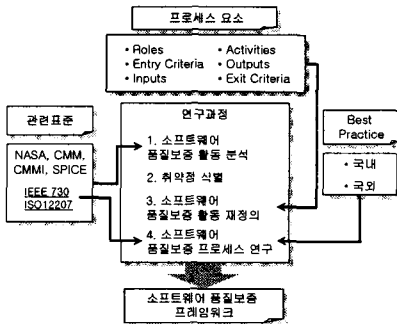 프로세스 요소
• Roles
• Entry Criteria
• Inputs
• Activities
• Outputs
• Exit Criteria
관련표준
NASA, CMM,
CMMI, SPICE
IEEE 730
ISO12207
연구과정
1. 소프트웨어
품질보증 활동 분석
2. 취약점 식별
3. 소프트웨어
품질보증 활동 재정의
4. 소프트웨어
품질보증 프로세스 연구
Best
Practice
• 국내
• 국외
소프트웨어 품질보증
프레임워크